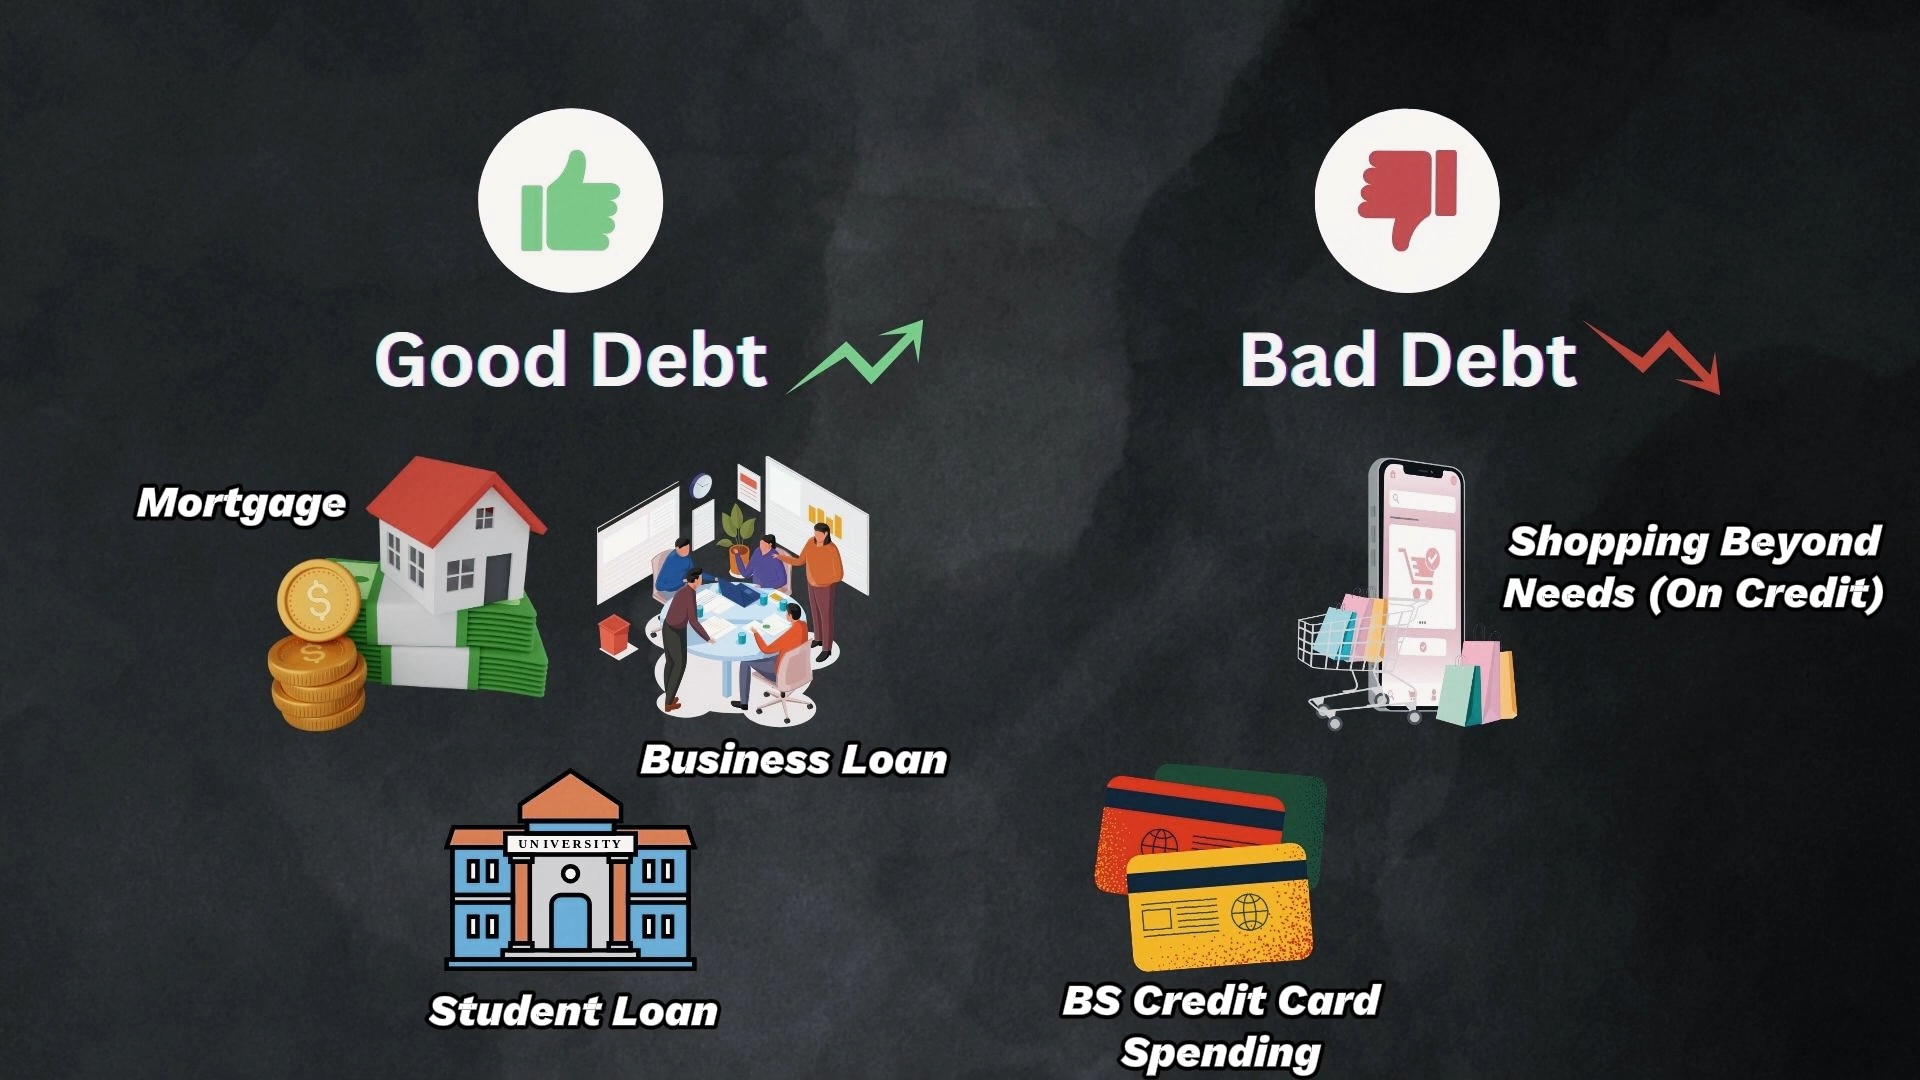 Good Debt
Mortgage
Business Loan
UNIVERSITY
Student Loan
Bad Debt
Shopping Beyond
Needs (On Credit)
BS Credit Card
Spending